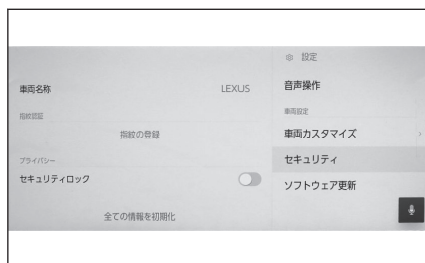 車両名称 LEXUS
指紋認証
指紋の登録
プライバシー
セキュリティロック
全ての情報を初期化
設定
音声操作
車両設定
車両カスタマイズ
セキュリティ
ソフトウェア更新